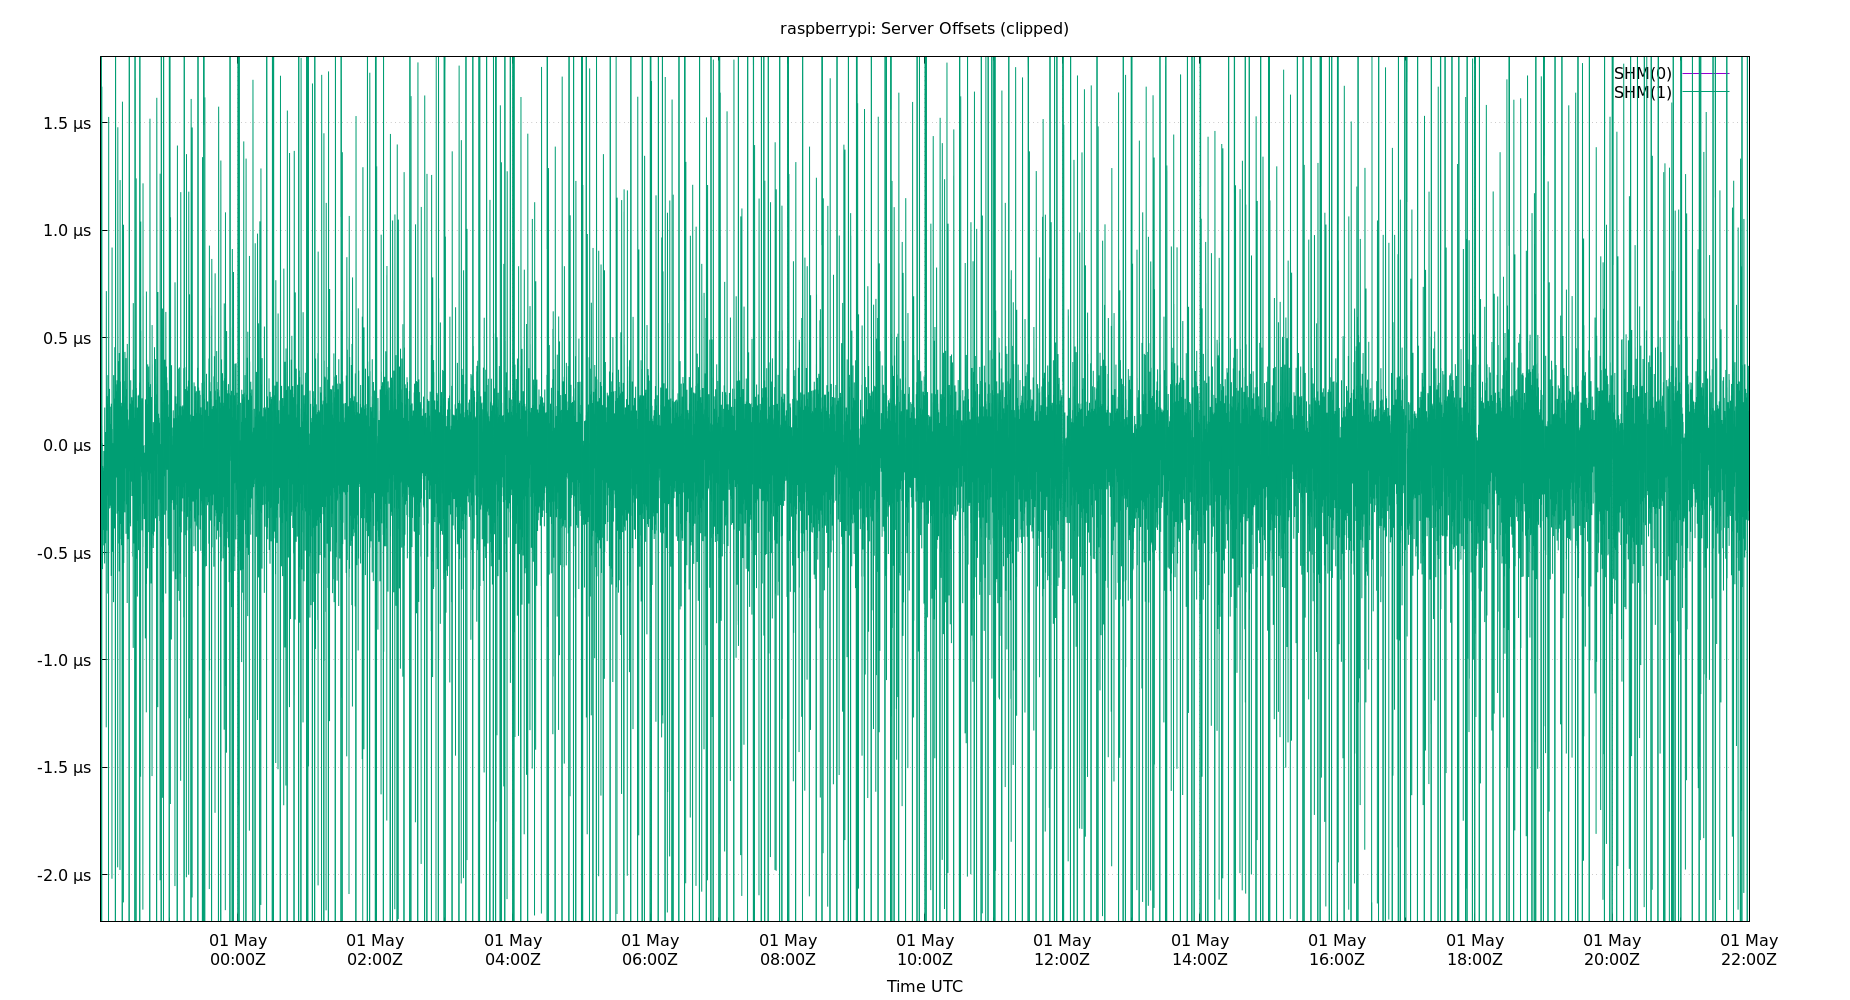 raspberrypi: Server Offsets (clipped)
SHM(0)
SHM(1)
1.5 µs
1.0 µs
0.5 µs
0.0 µs
-0.5 µs
-1.0 µs
-1.5 µs
-2.0 µs
01 May 01 May 01 May 01 May 01 May 01 May 01 May 01 May 01 May 01 May 01 May 01 May
00:00Z 02:00Z 04:00Z 06:00Z 08:00Z 10:00Z 12:00Z 14:00Z 16:00Z 18:00Z 20:00Z 22:00Z
Time UTC